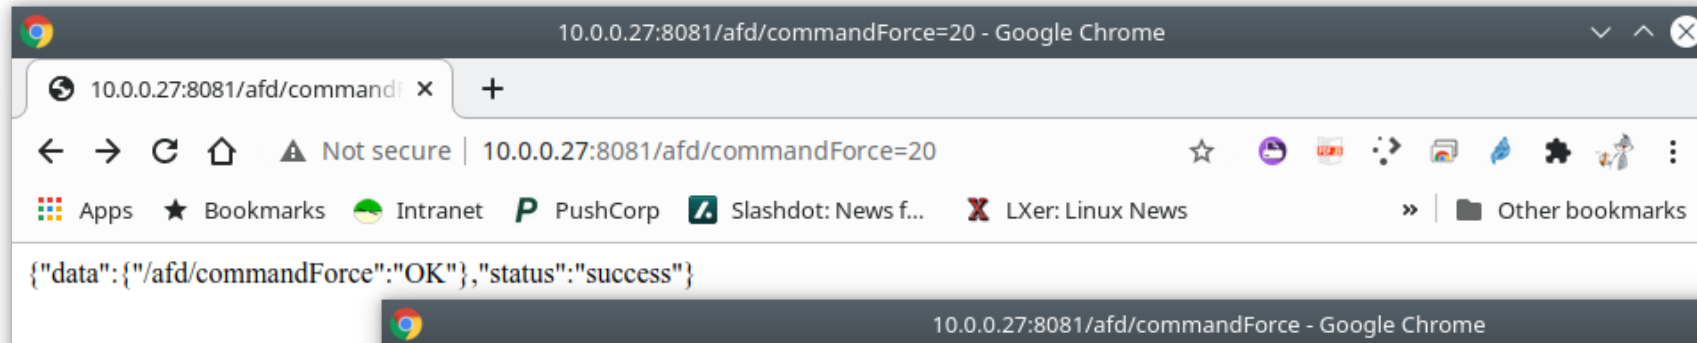 10.0.0.27:8081/afd/commandForce=20 - Google Chrome
10.0.0.27:8081/afd/command
Not secure | 10.0.0.27:8081/afd/commandForce=20
Apps Bookmarks Intranet PushCorp Slashdot: News f... LXer: Linux News » Other bookmarks
{"data":{"/afd/commandForce":"OK"},"status":"success"}
10.0.0.27:8081/afd/commandForce - Google Chrome